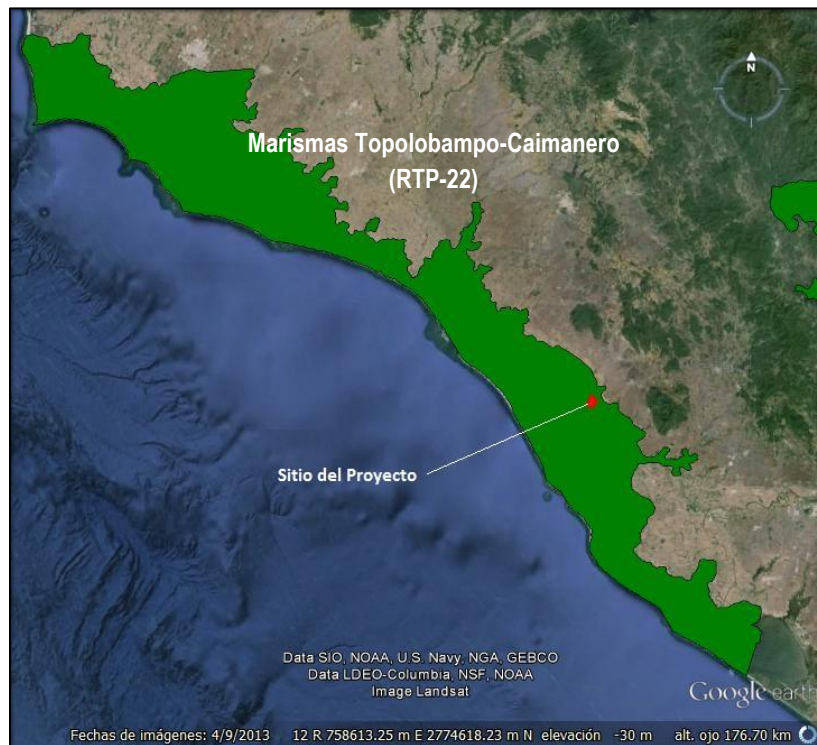 N
Marismas Topolobampo-Caimanero
(RTP-22)
Sitio del Proyecto
Data SIO, NOAA, U.S. Navy, NGA, GEBCO
Data LDEO-Columbia, NSF, NOAA
Image Landsat
Google earth
Fechas de imágenes: 4/9/2013 12 R 758613.25 m E 2774618.23 m N elevación -30 m alt. ojo 176.70 km